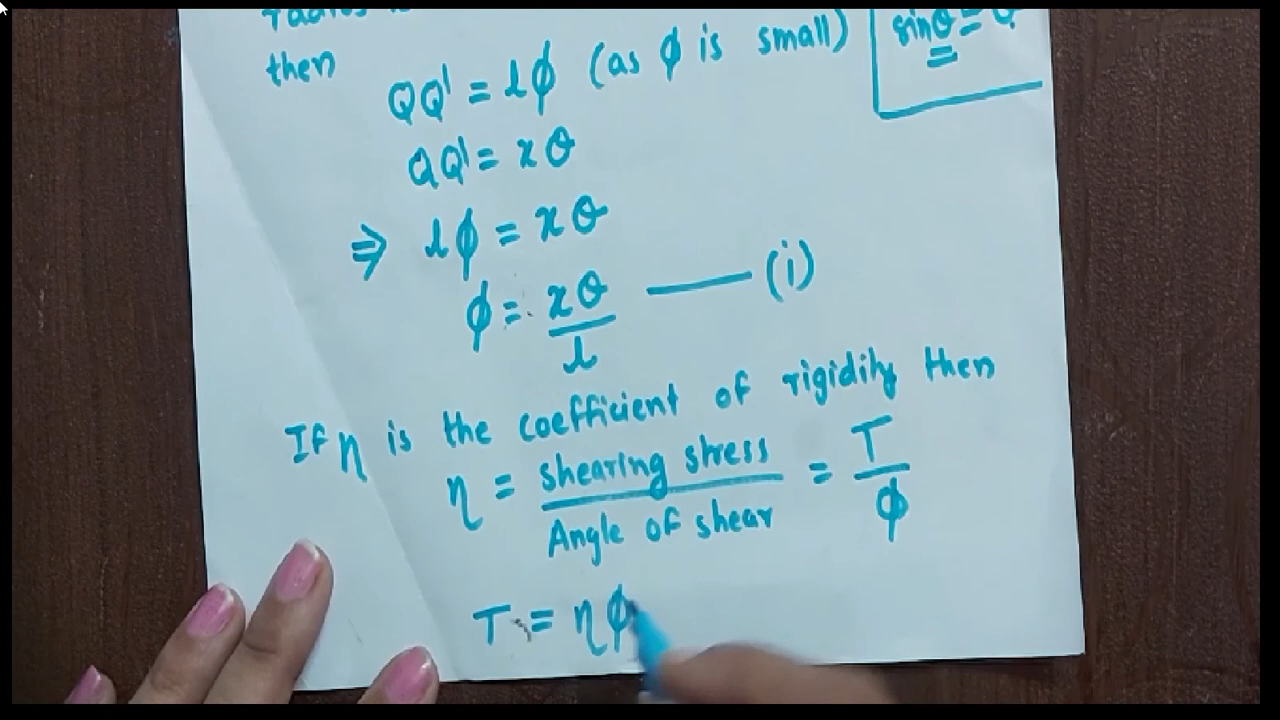 then
QQ' = lϕ (as ϕ is small)
sinθ =
QQ' = xθ
⇒ lϕ = xθ
ϕ = xθ/l —— (i)
If η is the coefficient of rigidity then
η = shearing stress/Angle of shear = T/ϕ
T = ηϕ